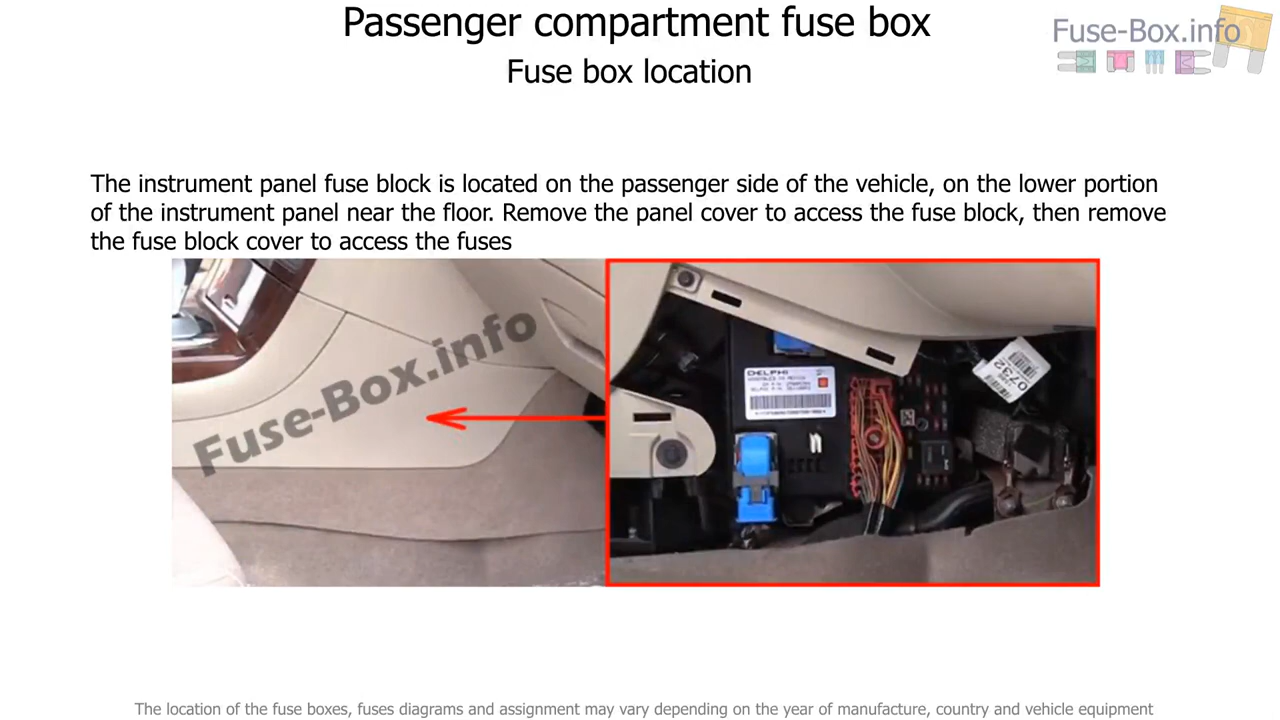 Passenger compartment fuse box
Fuse box location
Fuse-Box.info
The instrument panel fuse block is located on the passenger side of the vehicle, on the lower portion
of the instrument panel near the floor. Remove the panel cover to access the fuse block, then remove
the fuse block cover to access the fuses
Fuse-Box.info
DELPHI
0732
The location of the fuse boxes, fuses diagrams and assignment may vary depending on the year of manufacture, country and vehicle equipment